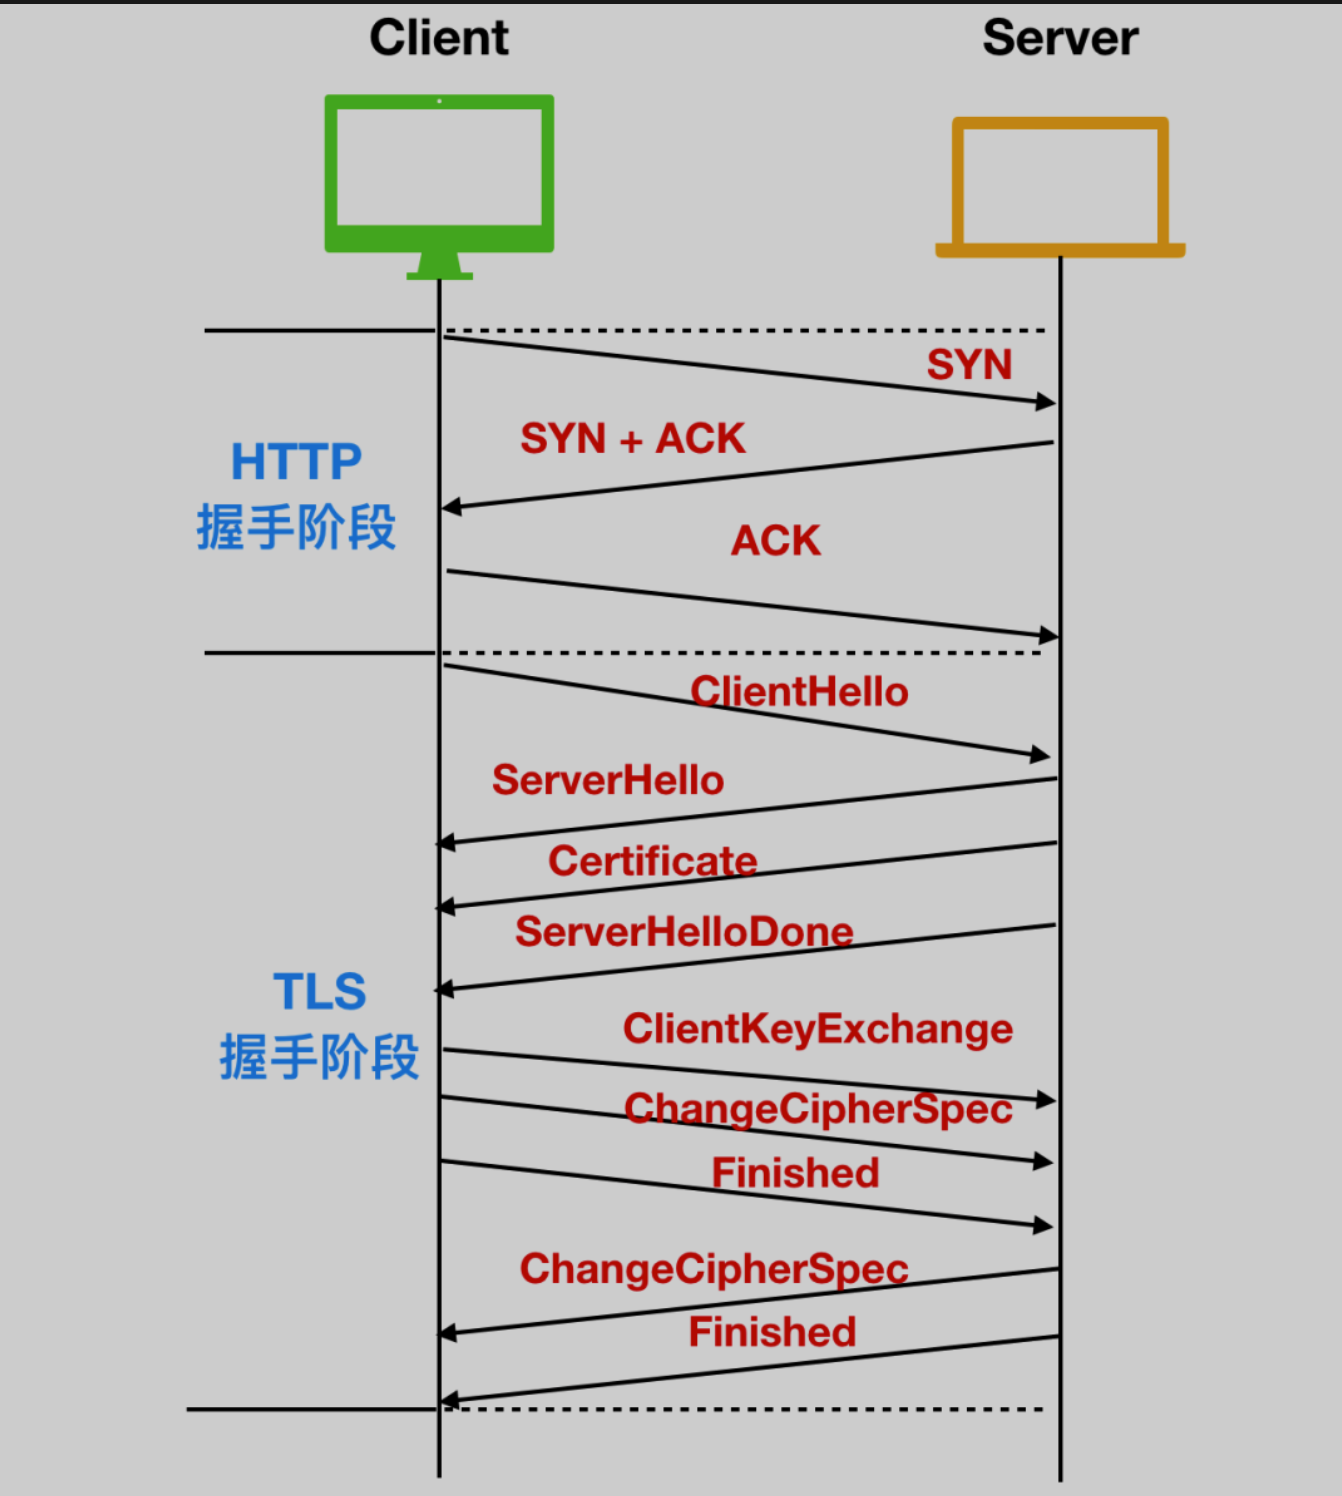 Client
Server
SYN
SYN + ACK
HTTP
握手阶段
ACK
ClientHello
ServerHello
Certificate
ServerHelloDone
TLS
握手阶段
ClientKeyExchange
ChangeCipherSpec
Finished
ChangeCipherSpec
Finished